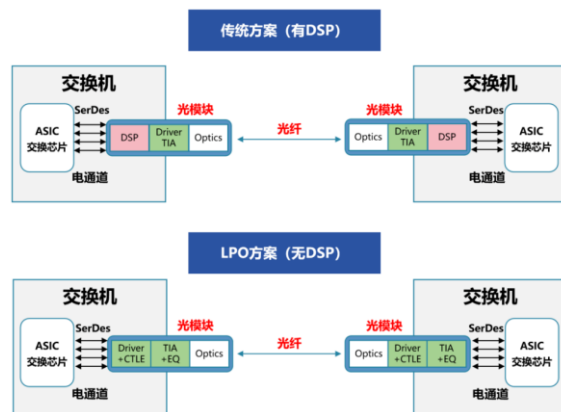 传统方案（有DSP）
交换机
SerDes
光模块
ASIC
交换芯片
DSP
Driver
TIA
Optics
电通道
光纤
交换机
光模块
SerDes
Optics
Driver
TIA
DSP
ASIC
交换芯片
电通道
LPO方案（无DSP）
交换机
SerDes
光模块
ASIC
交换芯片
Driver
+CTLE
TIA
+EQ
Optics
电通道
光纤
交换机
光模块
SerDes
Optics
Driver
+CTLE
TIA
+EQ
ASIC
交换芯片
电通道